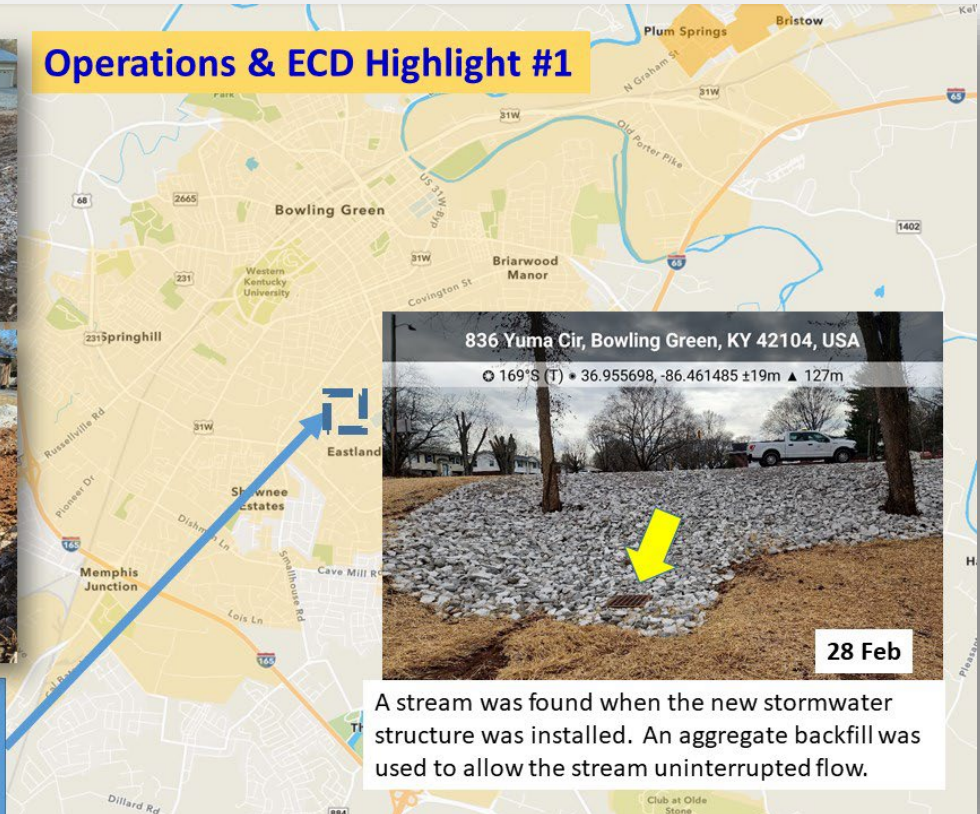 Operations & ECD Highlight #1
Plum Springs
Bristow
N Graham St
31W
65
Park
31W
Old Porter Pike
68
2665
US 31W-Byp
Bowling Green
1402
31W
Briarwood
Manor
65
231
Western
Kentucky
University
Covington St
231
Springhill
836 Yuma Cir, Bowling Green, KY 42104, USA
169°S (T) • 36.955698, -86.461485 ±19m ▲ 127m
Russellville Rd
31W
Eastland
Pioneer Dr
Shawnee
Estates
Dishman Ln
165
Cave Mill
Memphis
Junction
Smallhouse Rd
Lois Ln
165
28 Feb
A stream was found when the new stormwater
structure was installed. An aggregate backfill was
used to allow the stream uninterrupted flow.
Dillard Rd
884
Club at Olde
Stone